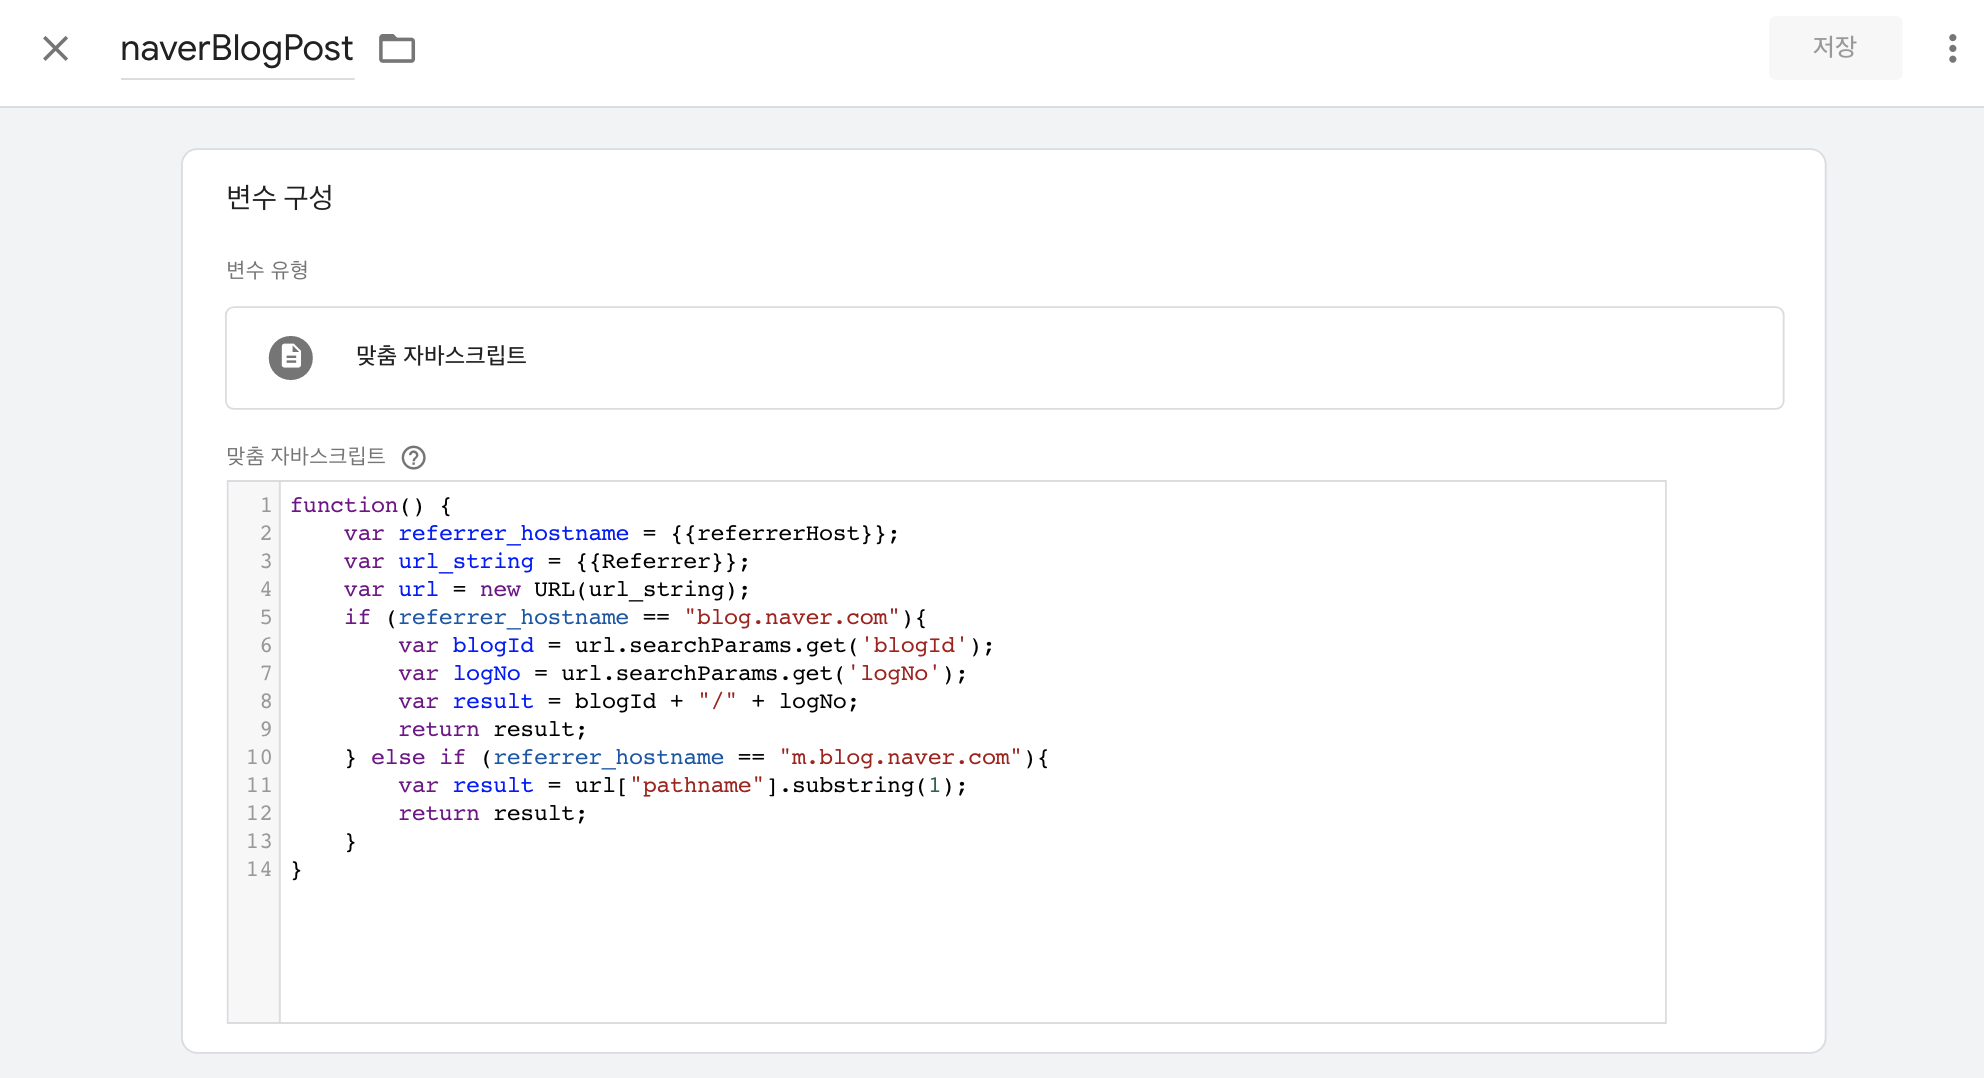 naverBlogPost
저장
변수 구성
변수 유형
맞춤 자바스크립트
맞춤 자바스크립트 ?
1 function() {
2     var referrer_hostname = {{referrerHost}};
3     var url_string = {{Referrer}};
4     var url = new URL(url_string);
5     if (referrer_hostname == "blog.naver.com"){
6         var blogId = url.searchParams.get('blogId');
7         var logNo = url.searchParams.get('logNo');
8         var result = blogId + "/" + logNo;
9         return result;
10     } else if (referrer_hostname == "m.blog.naver.com"){
11         var result = url["pathname"].substring(1);
12         return result;
13     }
14 }